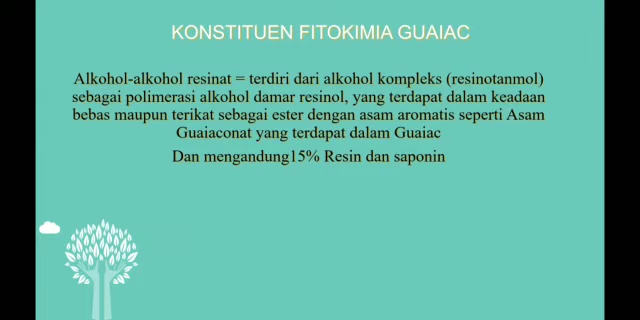 KONSTITUEN FITOKIMIA GUAIAC
Alkohol-alkohol resinat = terdiri dari alkohol kompleks (resinotanmol)
sebagai polimerasi alkohol damar resinol, yang terdapat dalam keadaan
bebas maupun terikat sebagai ester dengan asam aromatis seperti Asam
Guaiaconat yang terdapat dalam Guaiac
Dan mengandung15% Resin dan saponin